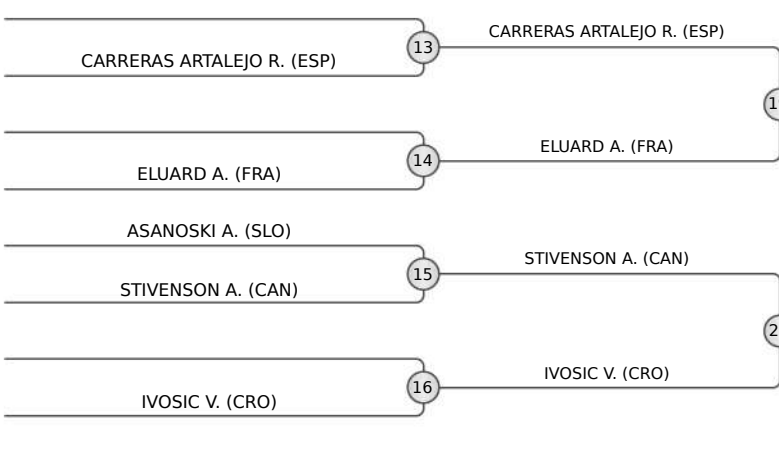 CARRERAS ARTALEJO R. (ESP)
13
CARRERAS ARTALEJO R. (ESP)
ELUARD A. (FRA)
14
ELUARD A. (FRA)
ASANOSKI A. (SLO)
15
STIVENSON A. (CAN)
STIVENSON A. (CAN)
16
IVOSIC V. (CRO)
IVOSIC V. (CRO)